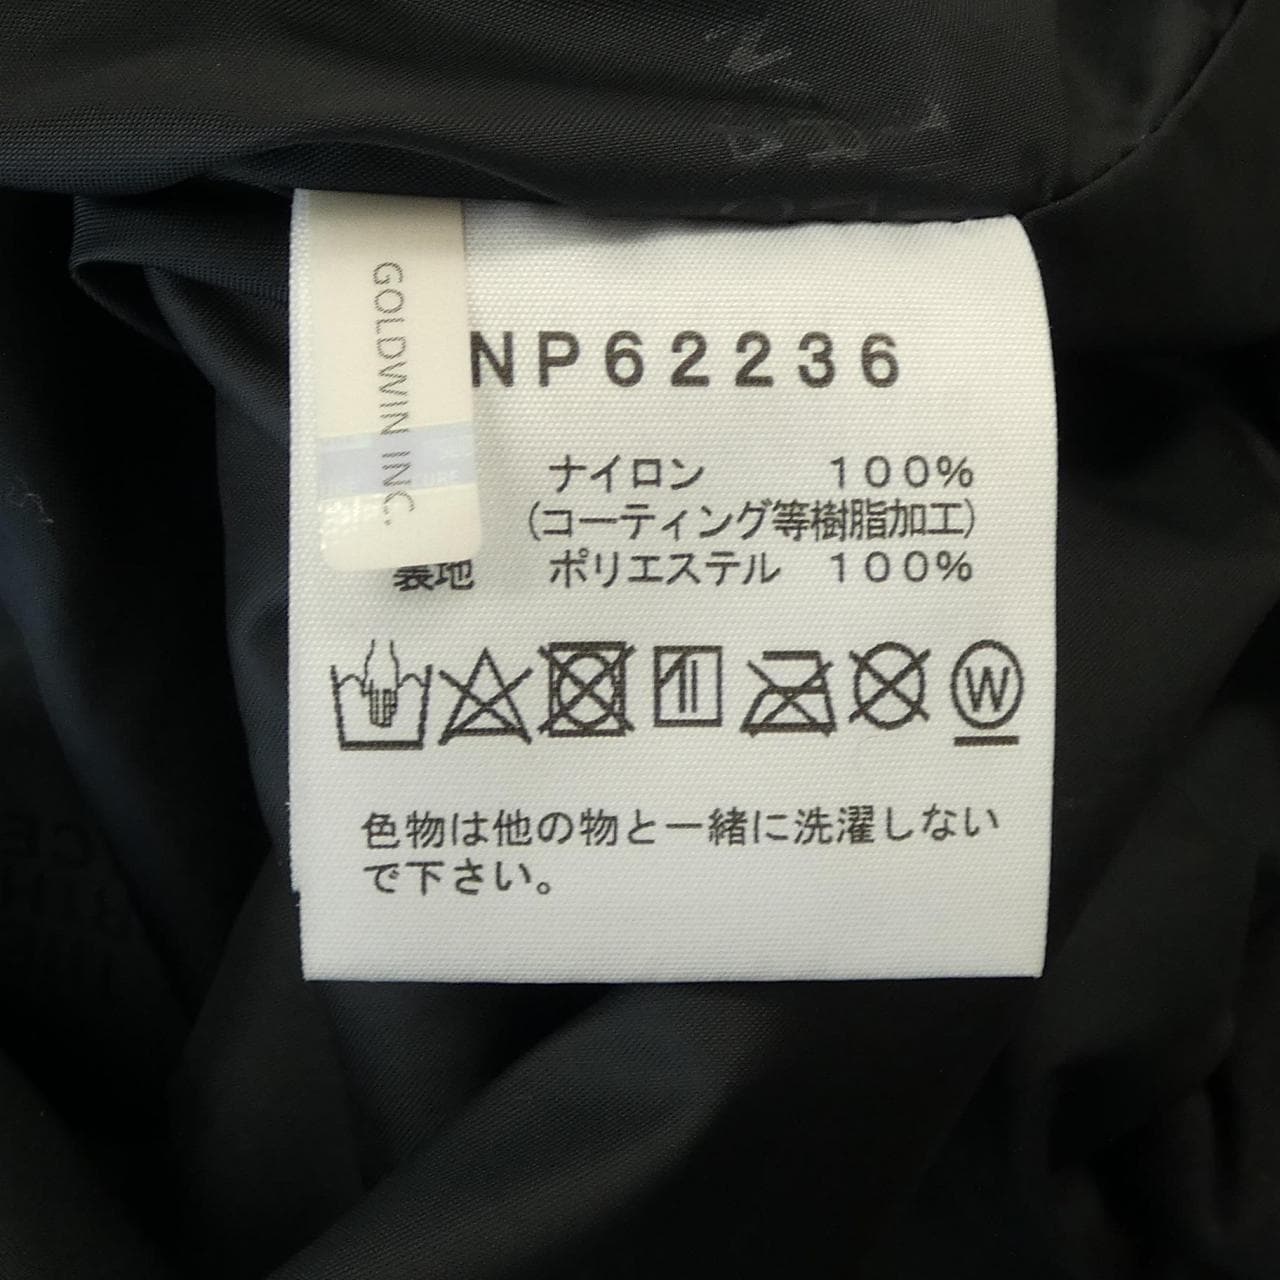 GOLDWIN INC.
NP62236
ナイロン 100%
(コーティング等樹脂加工)
裏地 ポリエステル 100%
W
色物は他の物と一緒に洗濯しない
で下さい。